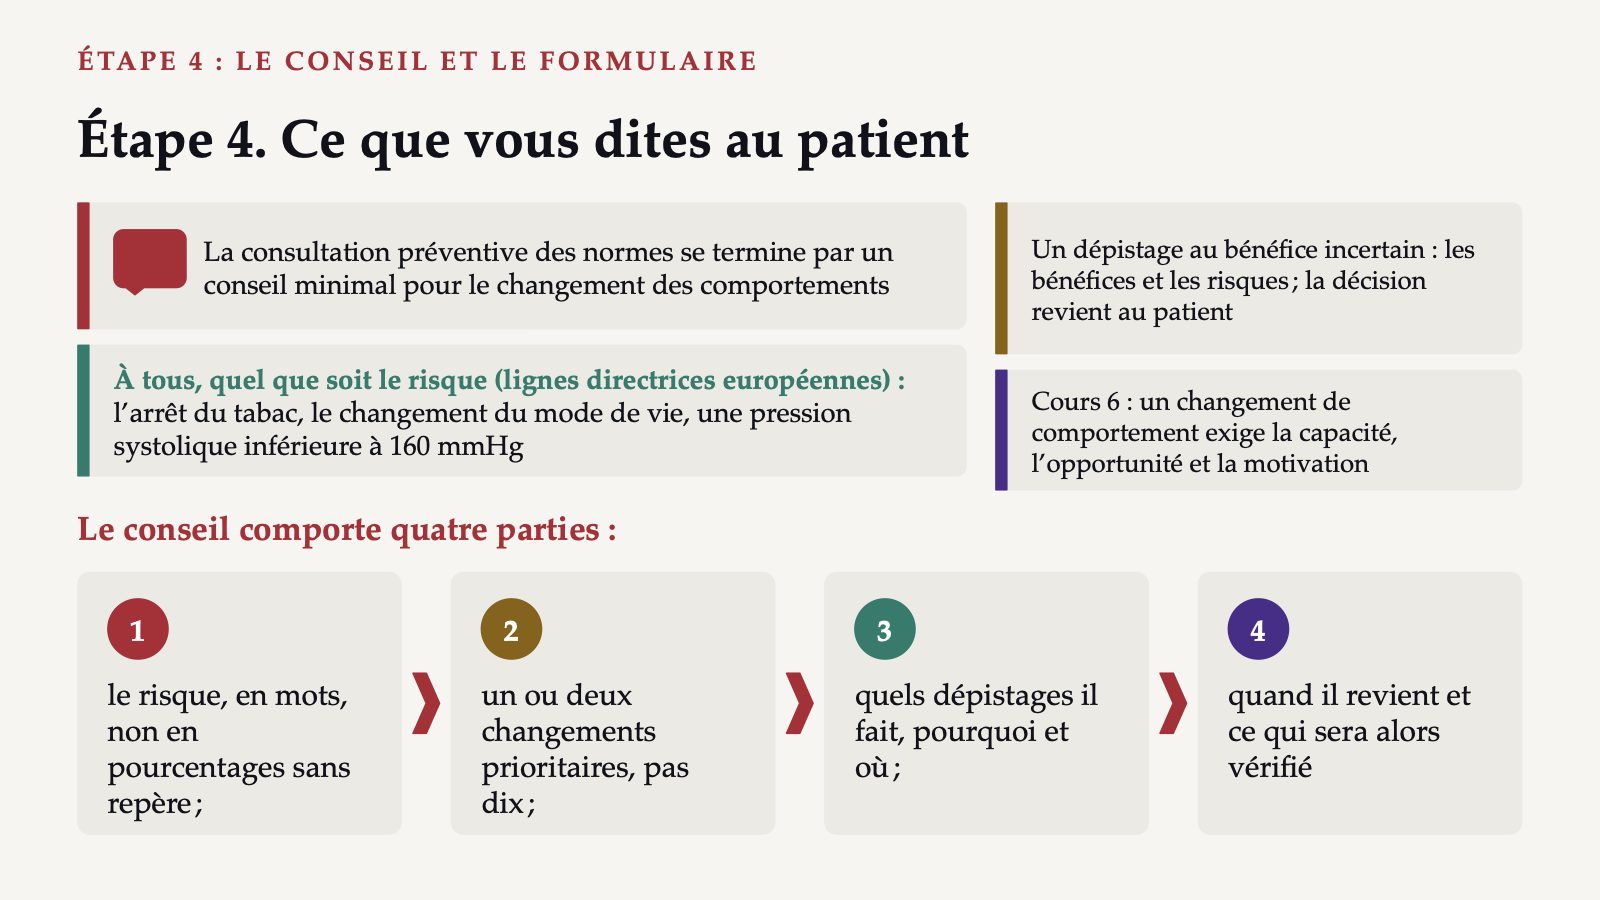 ÉTAPE 4 : LE CONSEIL ET LE FORMULAIRE
Étape 4. Ce que vous dites au patient
La consultation préventive des normes se termine par un
conseil minimal pour le changement des comportements
À tous, quel que soit le risque (lignes directrices européennes) :
l’arrêt du tabac, le changement du mode de vie, une pression
systolique inférieure à 160 mmHg
Un dépistage au bénéfice incertain : les
bénéfices et les risques ; la décision
revient au patient
Cours 6 : un changement de
comportement exige la capacité,
l’opportunité et la motivation
Le conseil comporte quatre parties :
1
le risque, en mots,
non en
pourcentages sans
repère ;
2
un ou deux
changements
prioritaires, pas
dix ;
3
quels dépistages il
fait, pourquoi et
où ;
4
quand il revient et
ce qui sera alors
vérifié